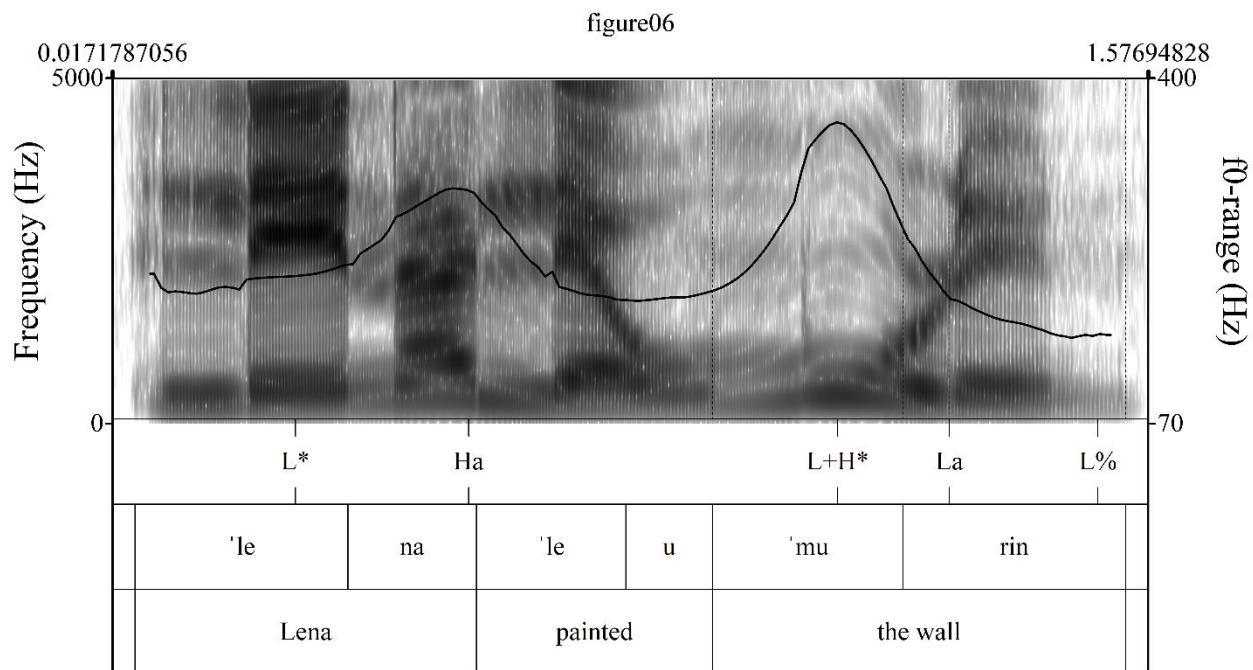 figure06
0.0171787056 1.57694828
5000 400
Frequency (Hz)
f0-range (Hz)
0 70
L* Ha L+H* La L%
ˈle na ˈle u ˈmu rin
Lena painted the wall